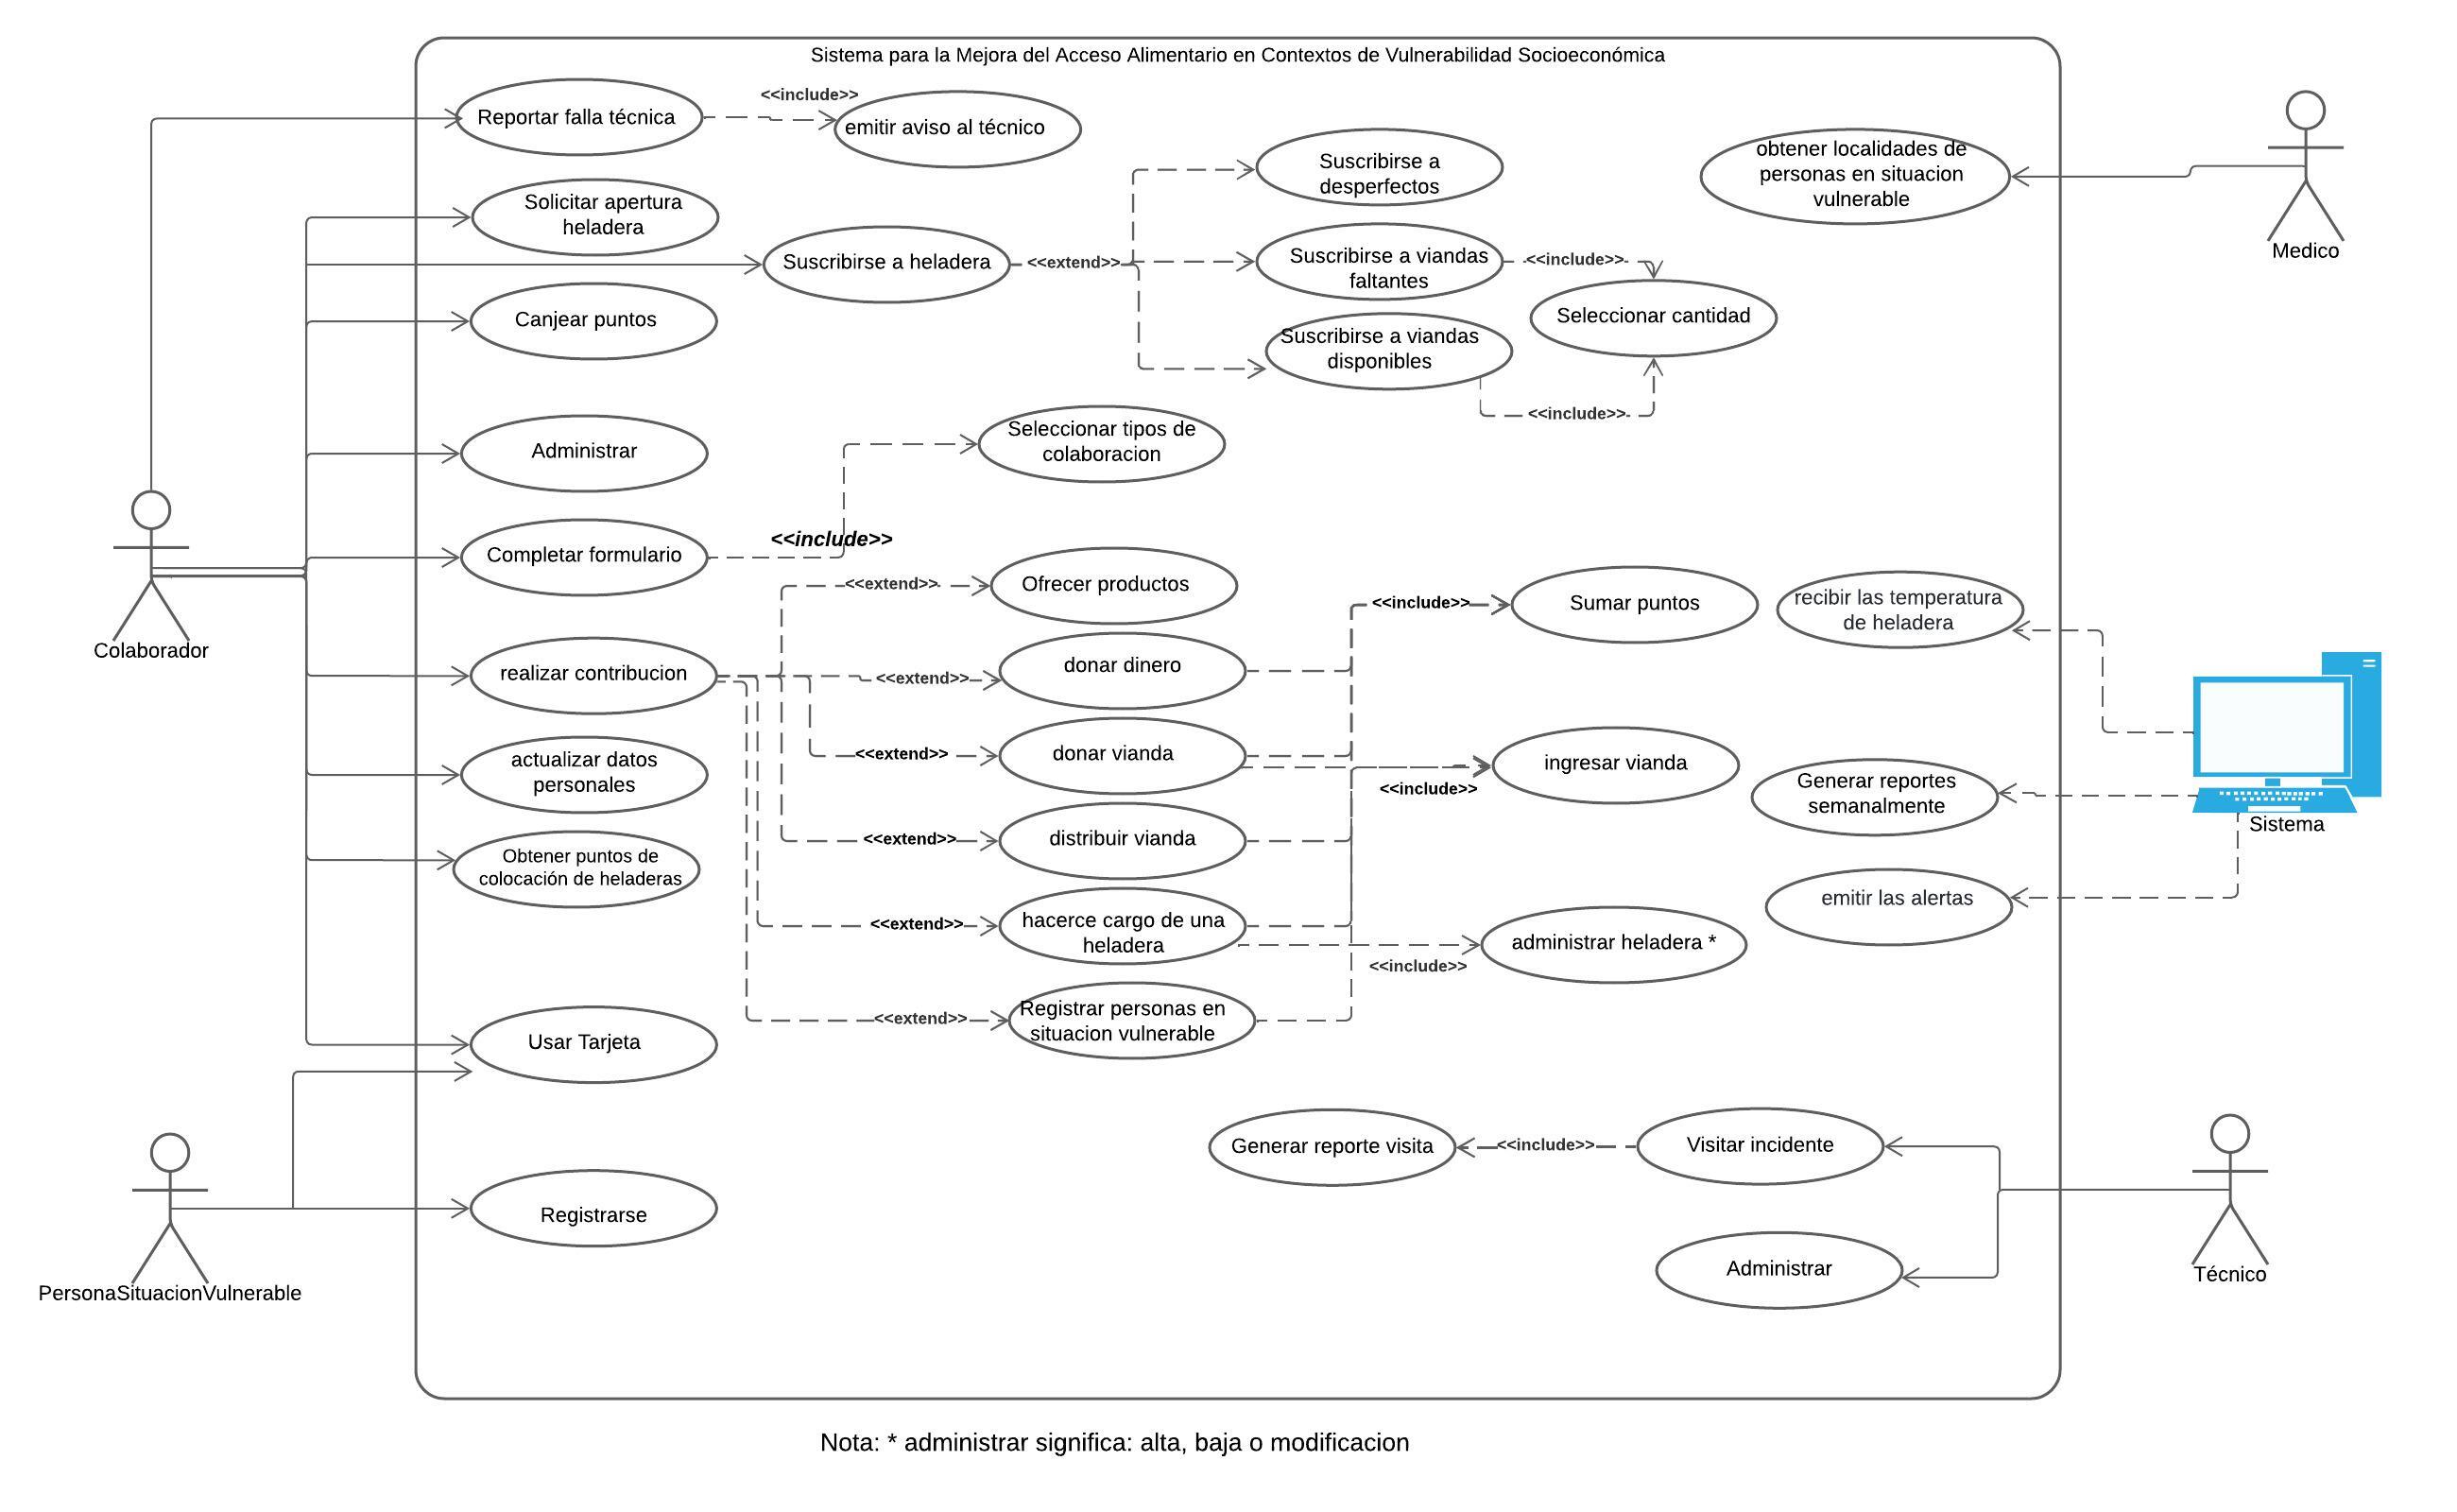 Sistema para la Mejora del Acceso Alimentario en Contextos de Vulnerabilidad Socioeconómica
Reportar falla técnica
<<include>>
emitir aviso al técnico
Solicitar apertura
heladera
Suscribirse a heladera
<<extend>>
Suscribirse a
desperfectos
Suscribirse a viandas
faltantes
<<include>>
Seleccionar cantidad
Suscribirse a viandas
disponibles
<<include>>
obtener localidades de
personas en situacion
vulnerable
Medico
Canjear puntos
Administrar
Seleccionar tipos de
colaboracion
Completar formulario
<<include>>
Colaborador
realizar contribucion
<<extend>>
Ofrecer productos
<<extend>>
donar dinero
<<extend>>
donar vianda
<<extend>>
distribuir vianda
<<extend>>
hacerce cargo de una
heladera
<<extend>>
Registrar personas en
situacion vulnerable
<<include>>
Sumar puntos
ingresar vianda
<<include>>
administrar heladera *
<<include>>
recibir las temperatura
de heladera
Generar reportes
semanalmente
emitir las alertas
Sistema
actualizar datos
personales
Obtener puntos de
colocación de heladeras
Usar Tarjeta
Registrarse
PersonaSituacionVulnerable
Generar reporte visita
<<include>>
Visitar incidente
Administrar
Técnico
Nota: * administrar significa: alta, baja o modificacion